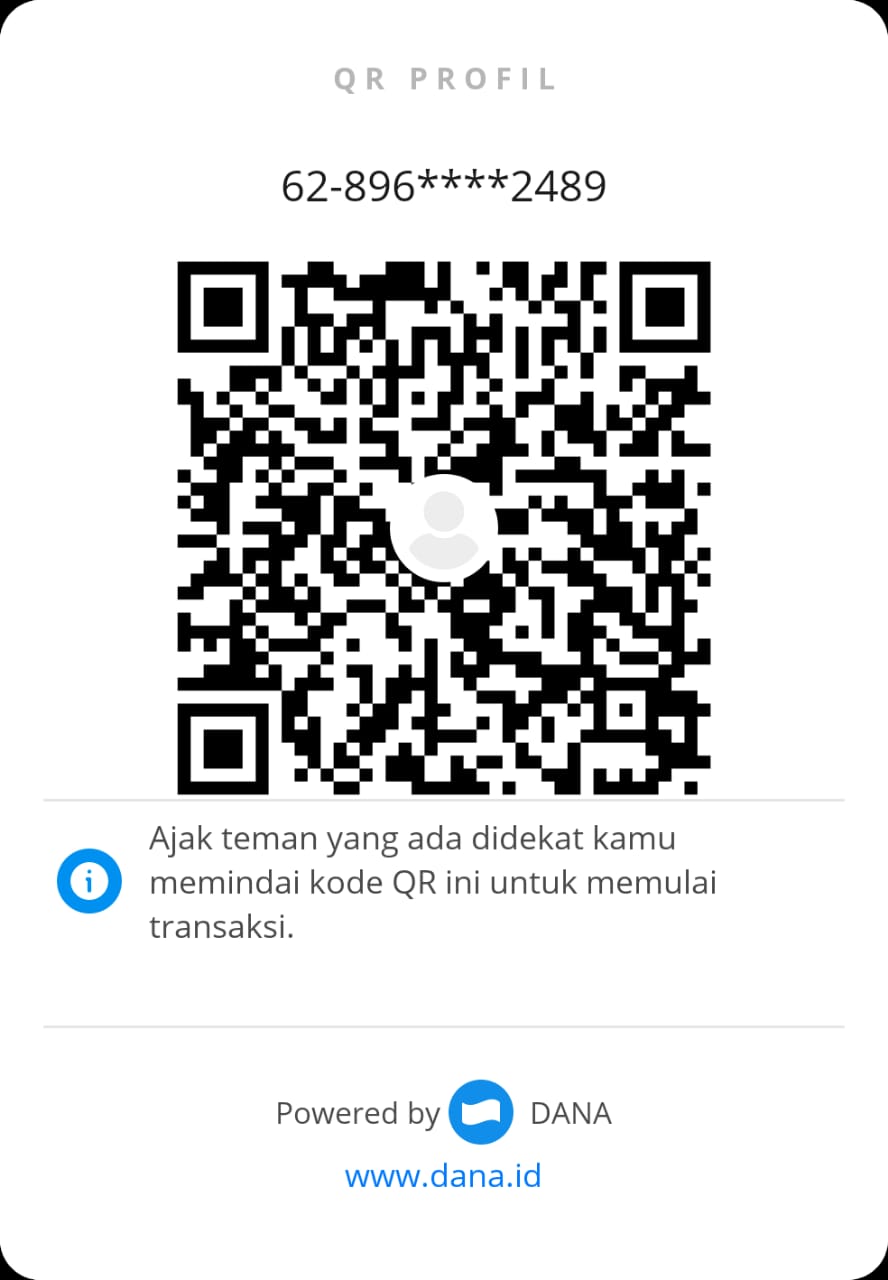 QR PROFIL
62-896****2489
Ajak teman yang ada didekat kamu
memindai kode QR ini untuk memulai
transaksi.
Powered by DANA
www.dana.id